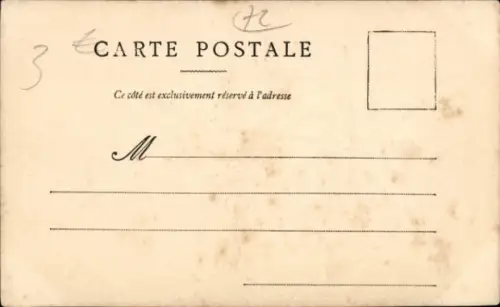 72
3 €
CARTE POSTALE
Ce côté est exclusivement réservé à l'adresse
M